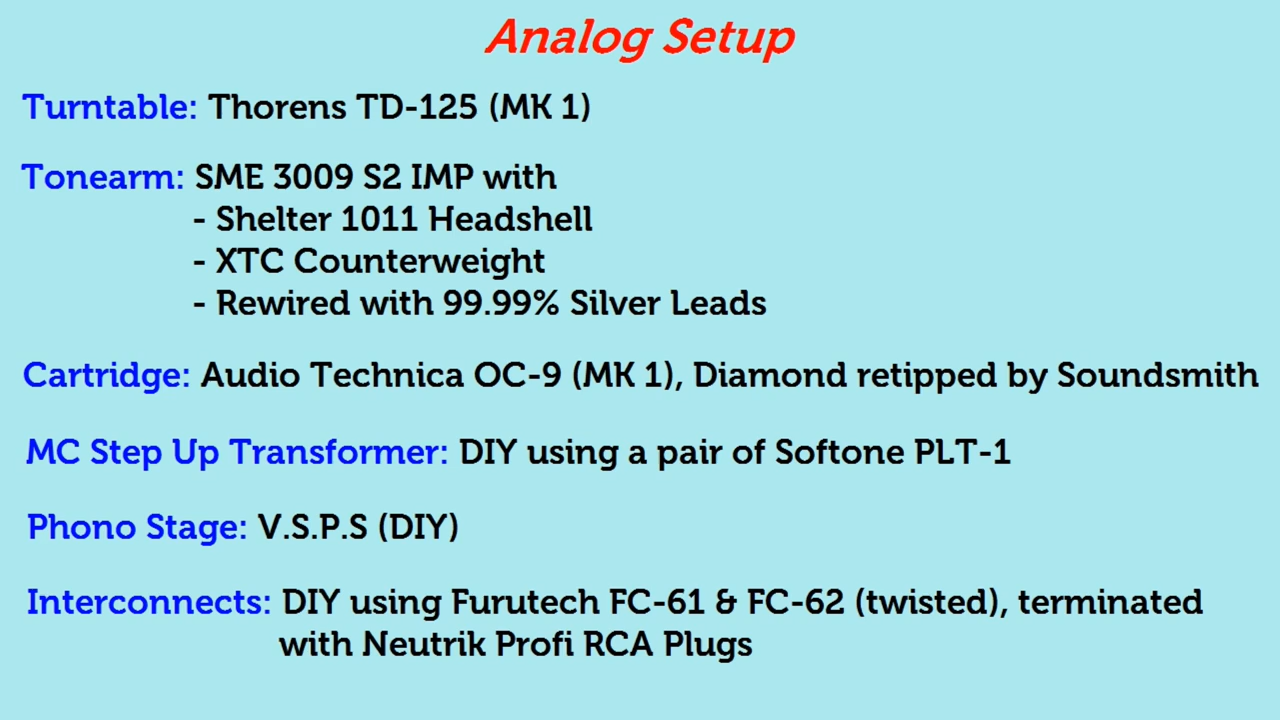 Analog Setup
Turntable: Thorens TD-125 (MK 1)
Tonearm: SME 3009 S2 IMP with
- Shelter 1011 Headshell
- XTC Counterweight
- Rewired with 99.99% Silver Leads
Cartridge: Audio Technica OC-9 (MK 1), Diamond retipped by Soundsmith
MC Step Up Transformer: DIY using a pair of Softone PLT-1
Phono Stage: V.S.P.S (DIY)
Interconnects: DIY using Furutech FC-61 & FC-62 (twisted), terminated
with Neutrik Profi RCA Plugs